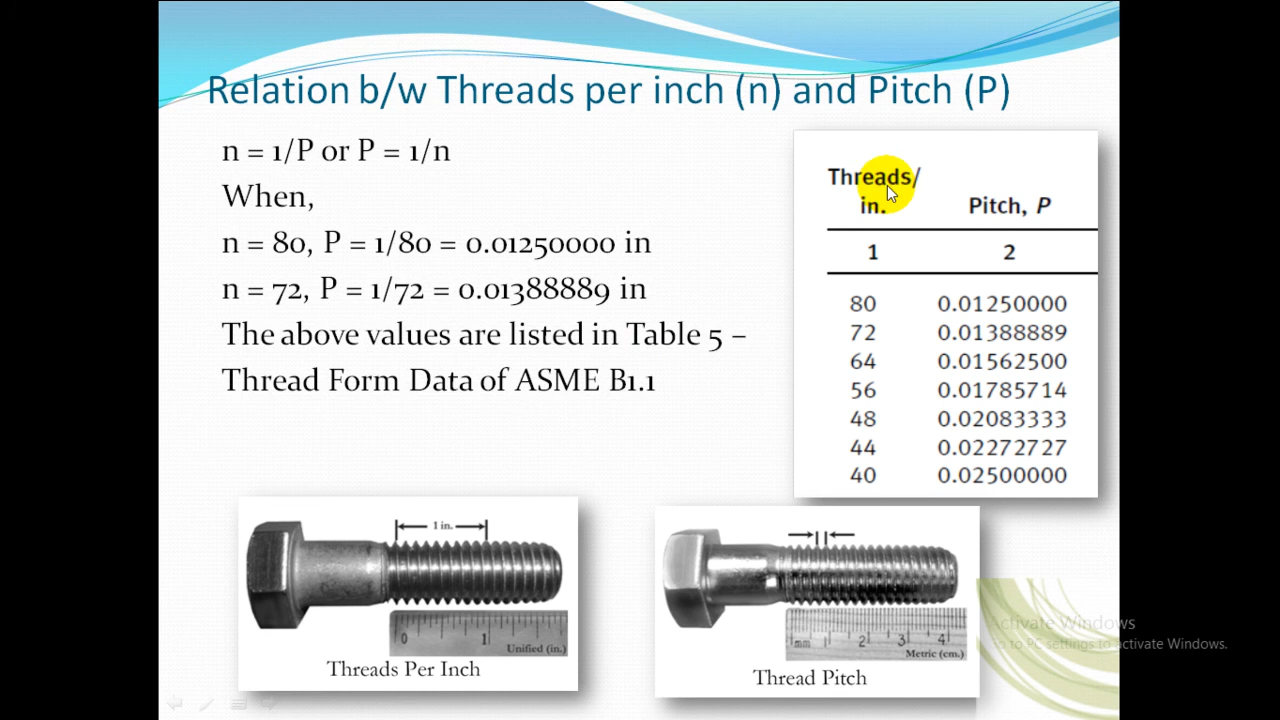 Relation b/w Threads per inch (n) and Pitch (P)
n = 1/P or P = 1/n
When,
n = 80, P = 1/80 = 0.01250000 in
n = 72, P = 1/72 = 0.01388889 in
The above values are listed in Table 5 –
Thread Form Data of ASME B1.1
Threads/
in. Pitch, P
1 2
80 0.01250000
72 0.01388889
64 0.01562500
56 0.01785714
48 0.02083333
44 0.02272727
40 0.02500000
1 in.
0 1
Unified (in.)
Threads Per Inch
mm 1 2 3 4
Metric (cm.)
Thread Pitch
Activate Windows
to PC settings to activate Windows.